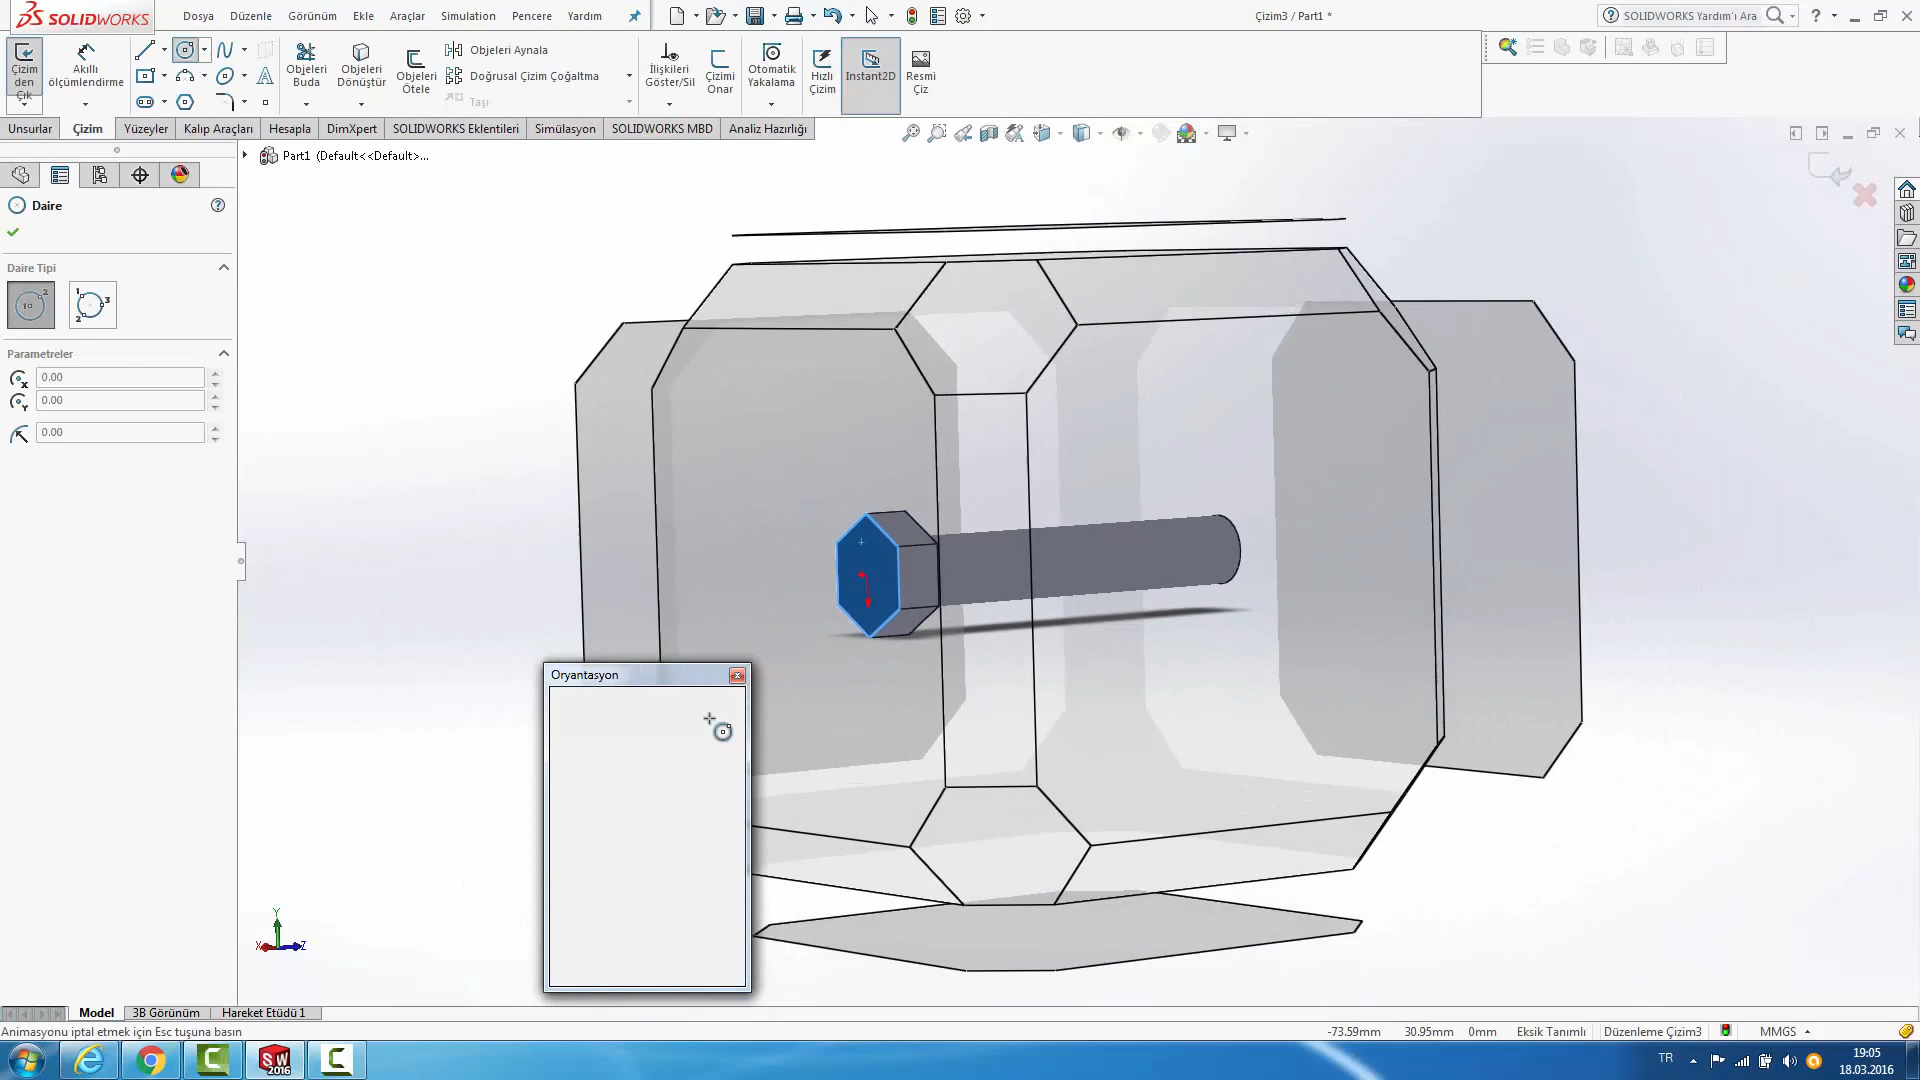 SOLIDWORKS
Dosya
Düzenle
Görünüm
Ekle
Araçlar
Simulation
Pencere
Yardım
Çizim3 / Part1 *
SOLIDWORKS Yardım'ı Ara
Çizim
den
Çık
Akıllı
ölçümlendirme
Objeleri
Buda
Objeleri
Dönüştür
Objeleri
Ötele
Objeleri Aynala
Doğrusal Çizim Çoğaltma
Taşı
İlişkileri
Göster/Sil
Çizimi
Onar
Otomatik
Yakalama
Hızlı
Çizim
Instant2D
Resmi
Çiz
Unsurlar
Çizim
Yüzeyler
Kalıp Araçları
Hesapla
DimXpert
SOLIDWORKS Eklentileri
Simülasyon
SOLIDWORKS MBD
Analiz Hazırlığı
Part1 (Default<<Default>...
Daire
Daire Tipi
Parametreler
0.00
0.00
0.00
Oryantasyon
Y
X
Z
Model
3B Görünüm
Hareket Etüdü 1
Animasyonu iptal etmek için Esc tuşuna basın
-73.59mm
30.95mm
0mm
Eksik Tanımlı
Düzenleme Çizim3
MMGS
TR
19:05
18.03.2016